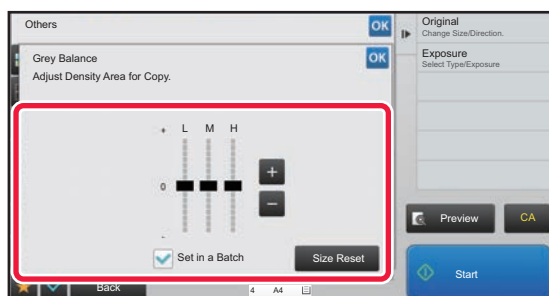 Others
OK
Grey Balance
OK
Adjust Density Area for Copy.
+ L M H
+
0
−
-
Set in a Batch
Size Reset
Back
4 A4
Original
Change Size/Direction.
Exposure
Select Type/Exposure
Preview
CA
Start